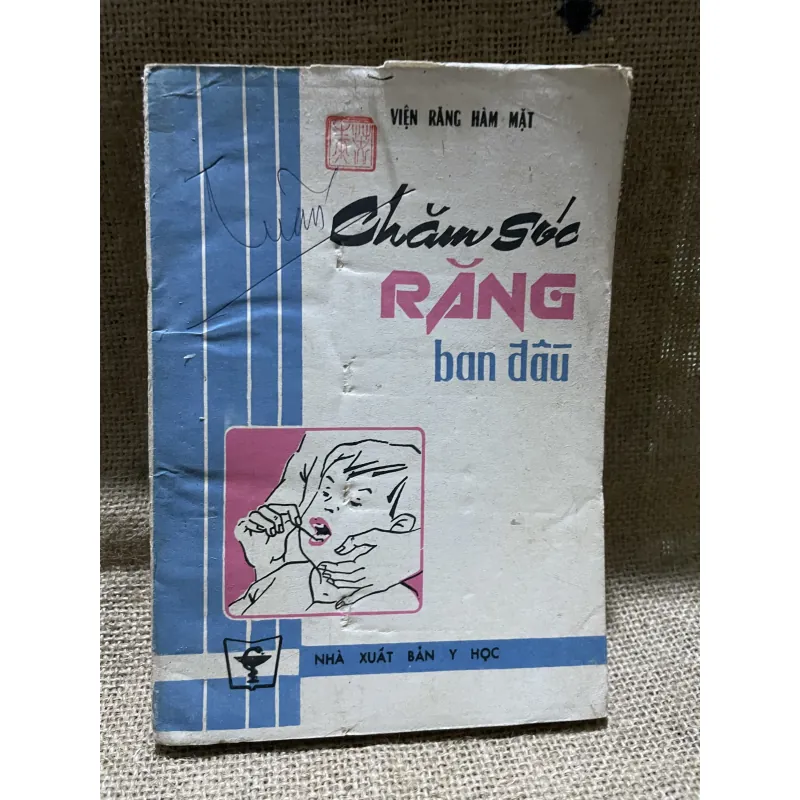 VIỆN RĂNG HÀM MẶT
Chăm sóc
RĂNG
ban đầu
NHÀ XUẤT BẢN Y HỌC